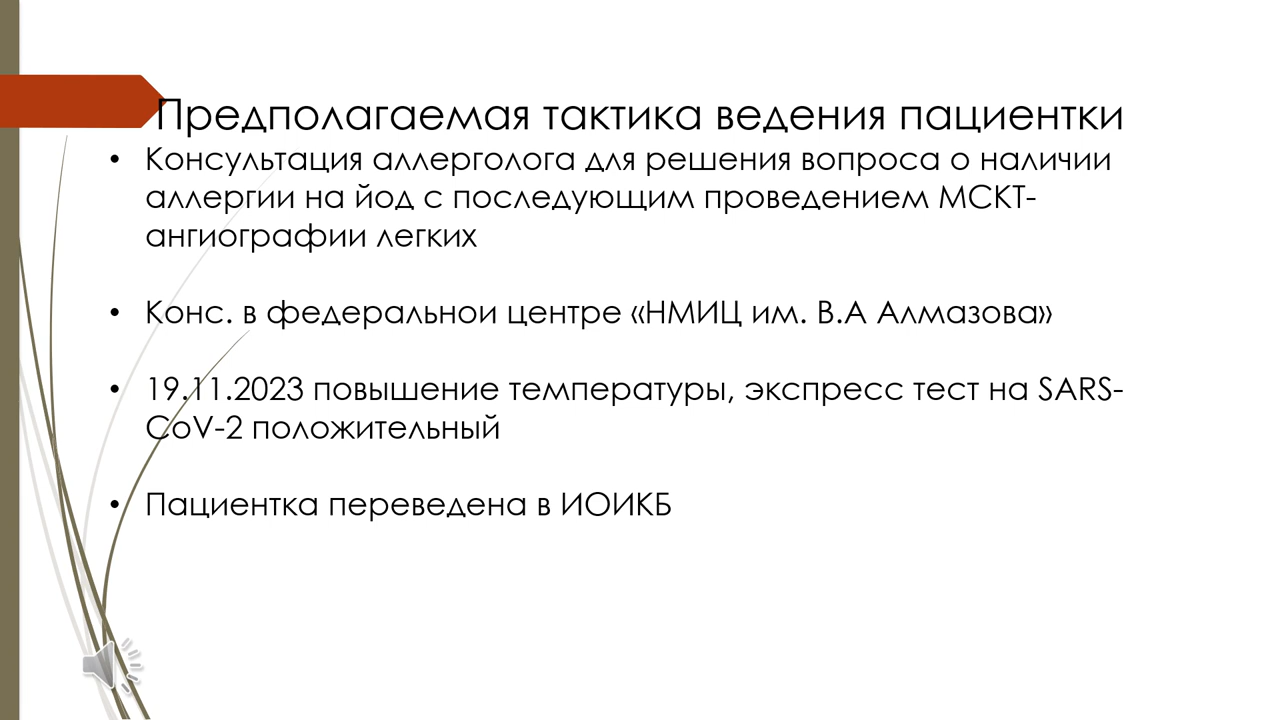 Предполагаемая тактика ведения пациентки
• Консультация аллерголога для решения вопроса о наличии
аллергии на йод с последующим проведением МСКТ-
ангиографии легких
• Конс. в федеральнои центре «НМИЦ им. В.А Алмазова»
• 19.11.2023 повышение температуры, экспресс тест на SARS-
CoV-2 положительный
• Пациентка переведена в ИОИКБ